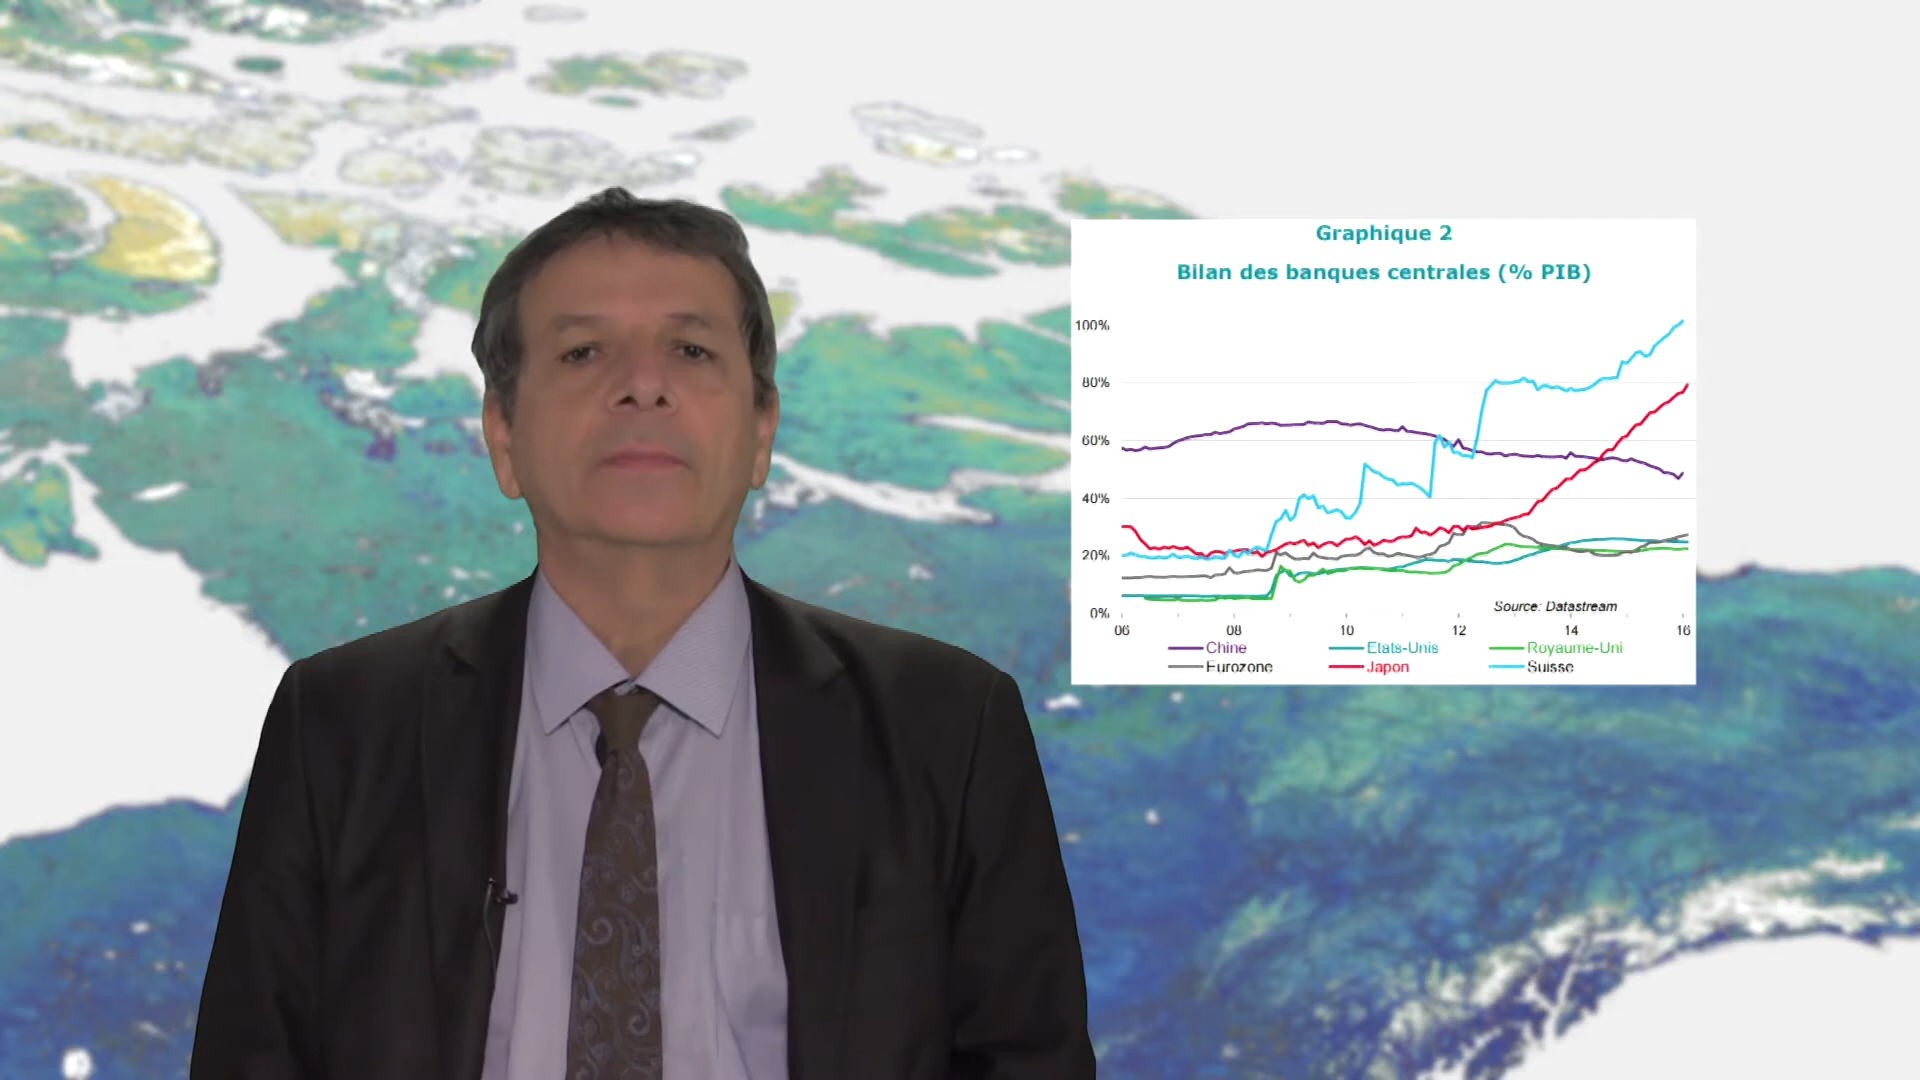 Graphique 2
Bilan des banques centrales (% PIB)
100%
80%
60%
40%
20%
0%
Source: Datastream
06 08 10 12 14 16
Chine Etats-Unis Royaume-Uni
Eurozone Japon Suisse